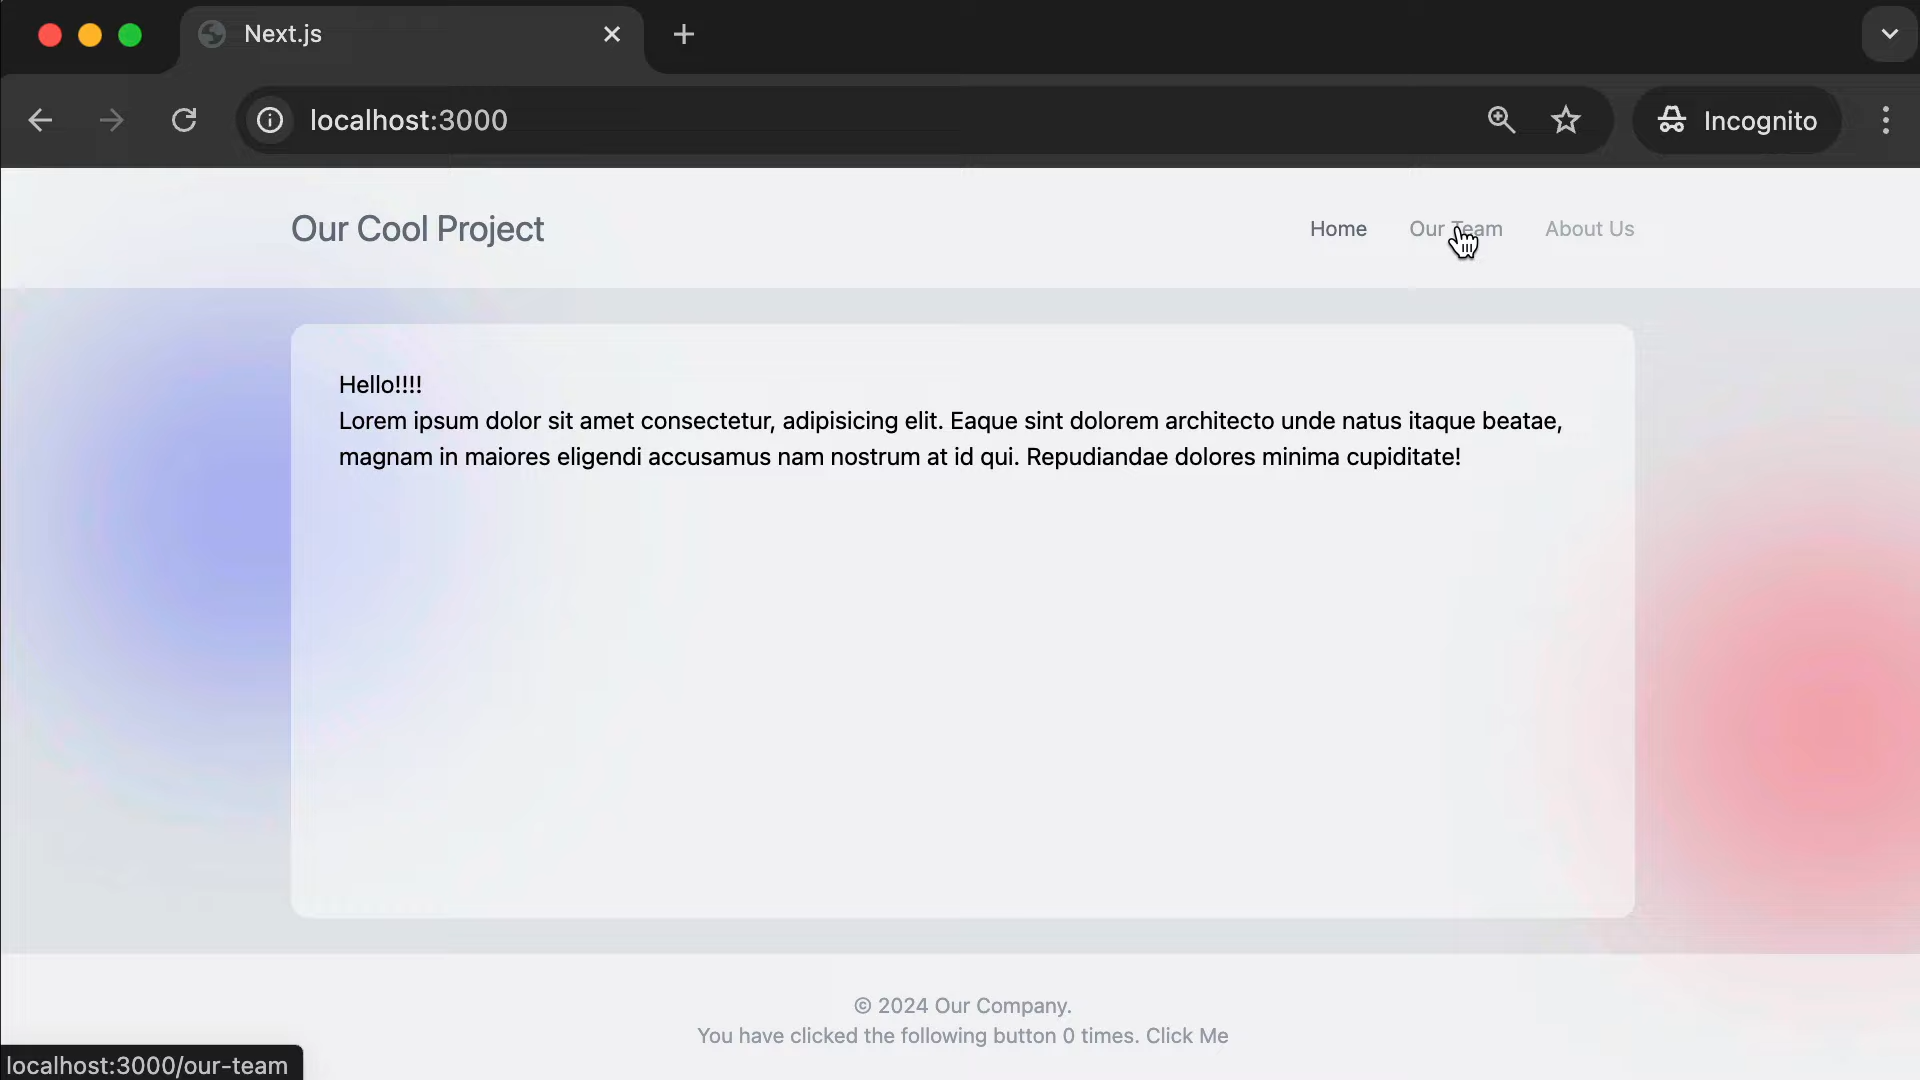 Next.js
localhost:3000
Incognito
Our Cool Project
Home Our Team About Us
Hello!!!!
Lorem ipsum dolor sit amet consectetur, adipisicing elit. Eaque sint dolorem architecto unde natus itaque beatae,
magnam in maiores eligendi accusamus nam nostrum at id qui. Repudiandae dolores minima cupiditate!
© 2024 Our Company.
You have clicked the following button 0 times. Click Me
localhost:3000/our-team